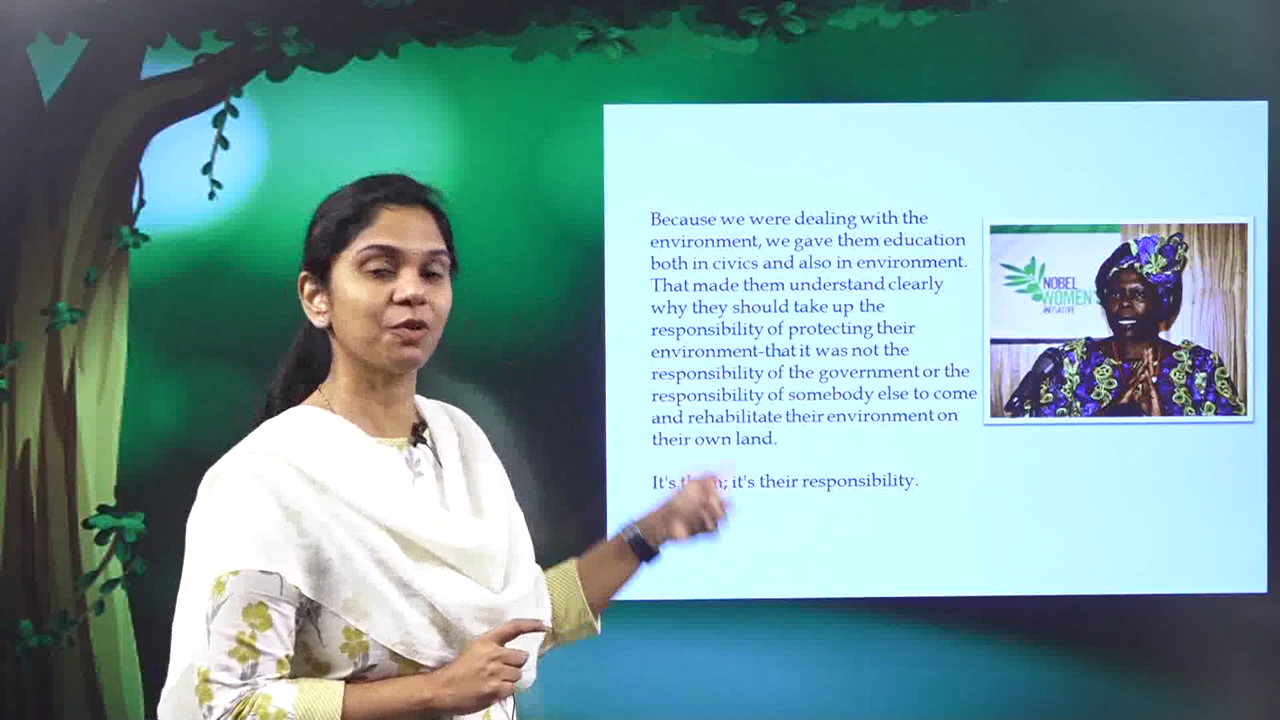 Because we were dealing with the
environment, we gave them education
both in civics and also in environment.
That made them understand clearly
why they should take up the
responsibility of protecting their
environment-that it was not the
responsibility of the government or the
responsibility of somebody else to come
and rehabilitate their environment on
their own land.
It's them; it's their responsibility.
NOBEL
WOMEN'S
INITIATIVE